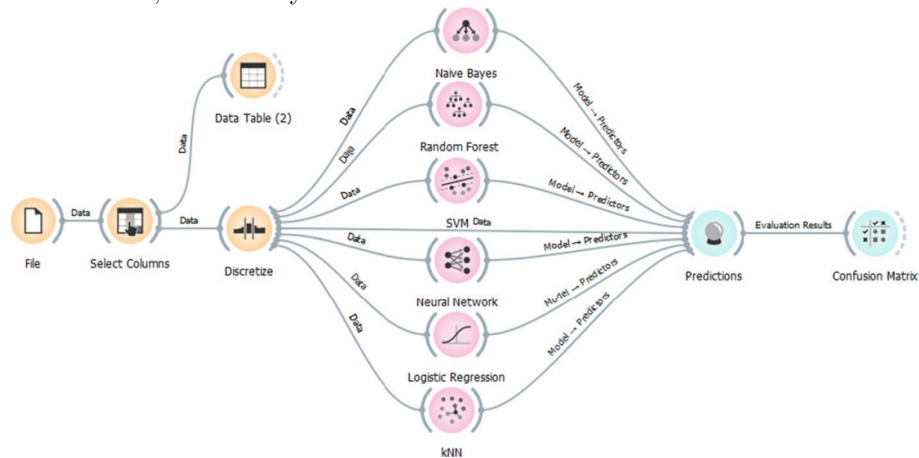 Naive Bayes
Data
Model → Predictors
Data Table (2)
Data
Data
Model → Predictors
Random Forest
Data
Model → Predictors
Data
Data
SVM Data
Model → Predictors
Evaluation Results
File
Select Columns
Discretize
Data
Neural Network
Predictions
Confusion Matrix
Data
Model → Predictors
Logistic Regression
Data
Model → Predictors
kNN